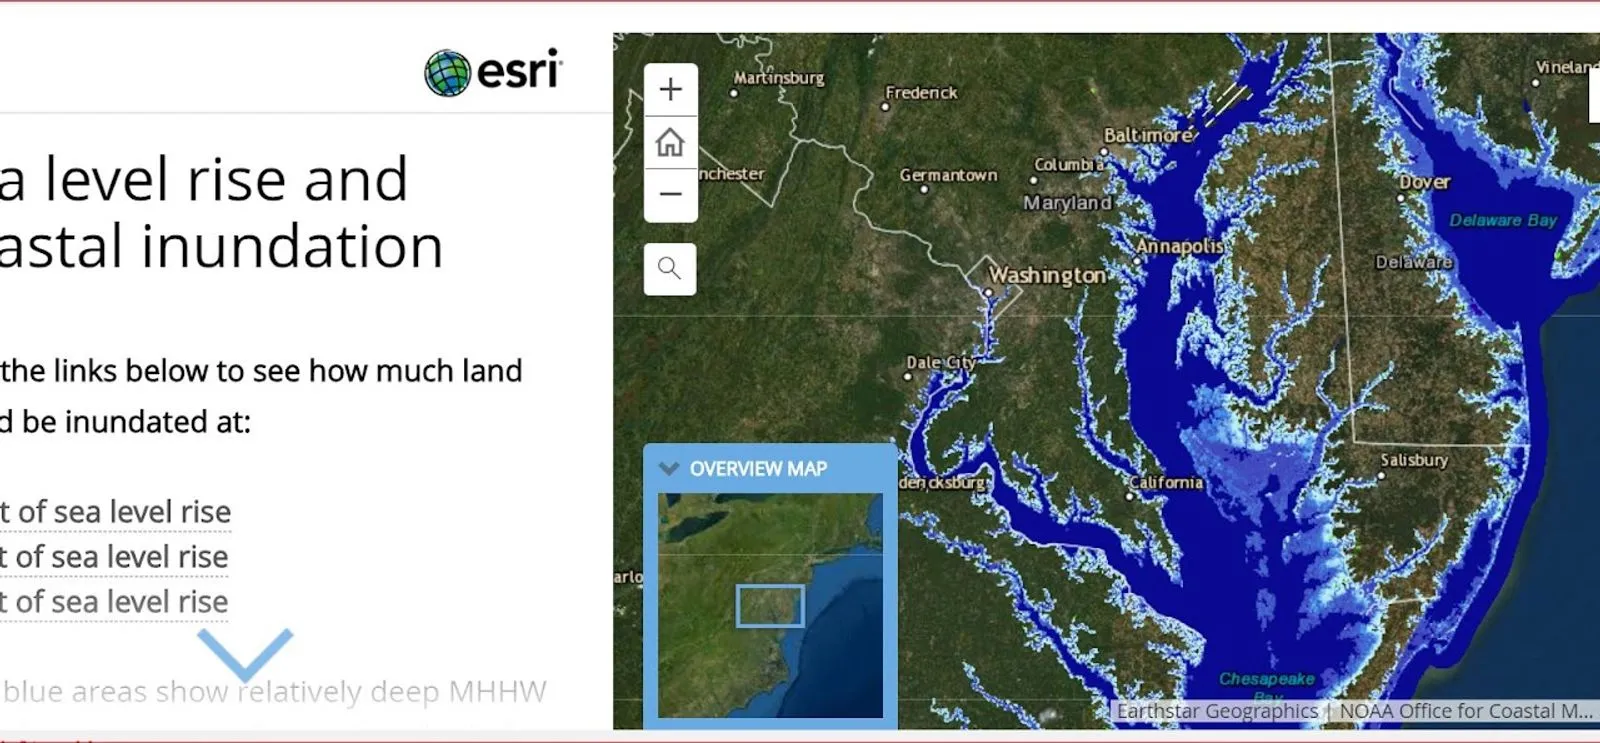 esri
a level rise and
astal inundation
the links below to see how much land
d be inundated at:
t of sea level rise
t of sea level rise
t of sea level rise
blue areas show relatively deep MHHW
Martinsburg
Frederick
Vineland
Baltimore
Columbia
nchester
Germantown
Maryland
Dover
Delaware Bay
Annapolis
Delaware
Washington
Dale City
OVERVIEW MAP
dericksburg
California
Salisbury
arlo
Chesapeake
Bay
Earthstar Geographics | NOAA Office for Coastal M...